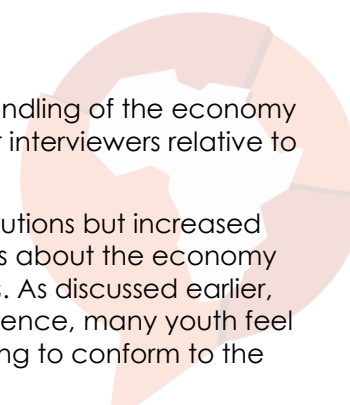 ndling of the economy
interviewers relative to
utions but increased
s about the economy
. As discussed earlier,
ence, many youth feel
ng to conform to the